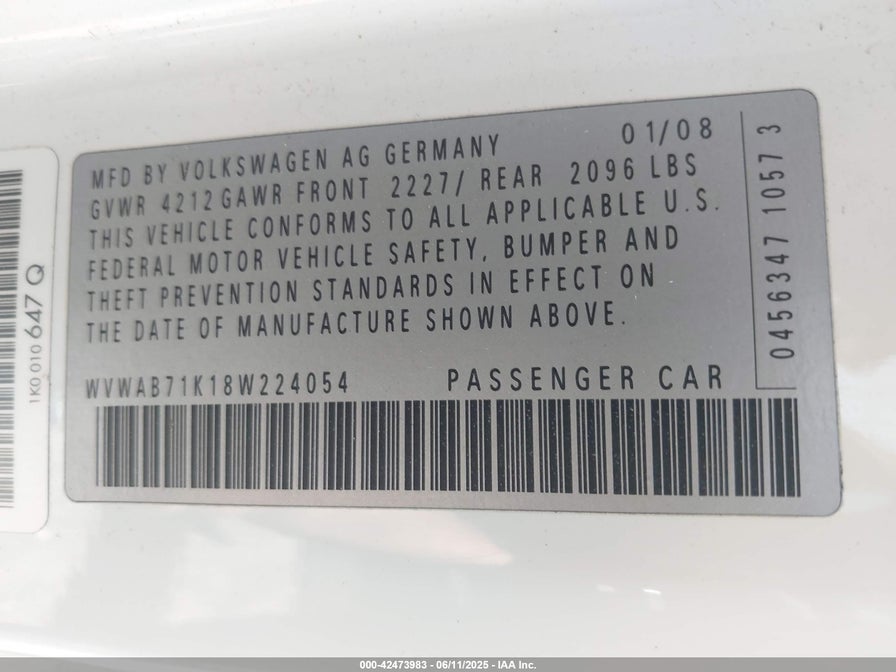 MFD BY VOLKSWAGEN AG GERMANY 01/08
GVWR 4212 GAWR FRONT 2227/ REAR 2096 LBS
THIS VEHICLE CONFORMS TO ALL APPLICABLE U.S.
FEDERAL MOTOR VEHICLE SAFETY, BUMPER AND
THEFT PREVENTION STANDARDS IN EFFECT ON
THE DATE OF MANUFACTURE SHOWN ABOVE.
WVWAB71K18W224054 PASSENGER CAR
0456347 1057 3
1K0 010 647 Q
000-42473983 - 06/11/2025 - IAA Inc.